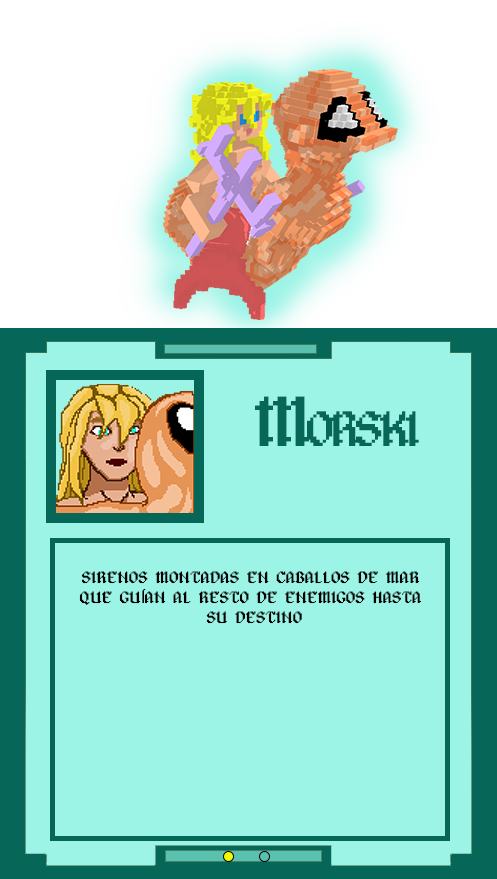 Morski
SIRENOS MONTADAS EN CABALLOS DE MAR
QUE GUÍAN AL RESTO DE ENEMIGOS HASTA
SU DESTINO